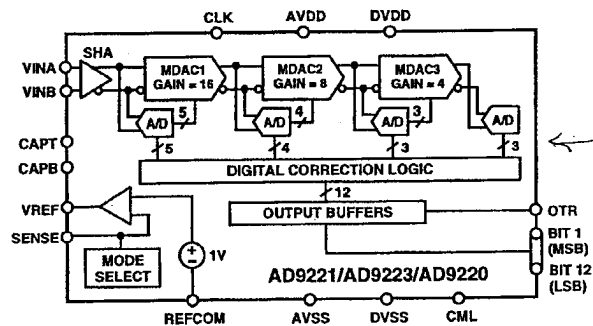 CLK AVDD DVDD
SHA
VINA
VINB
MDAC1
GAIN = 16
MDAC2
GAIN = 8
MDAC3
GAIN = 4
A/D 5
A/D 4
A/D 3
A/D
5 4 3 3
CAPT
CAPB
DIGITAL CORRECTION LOGIC
12
VREF
OUTPUT BUFFERS
OTR
SENSE
BIT 1
(MSB)
MODE
SELECT
1V
AD9221/AD9223/AD9220
BIT 12
(LSB)
REFCOM AVSS DVSS CML